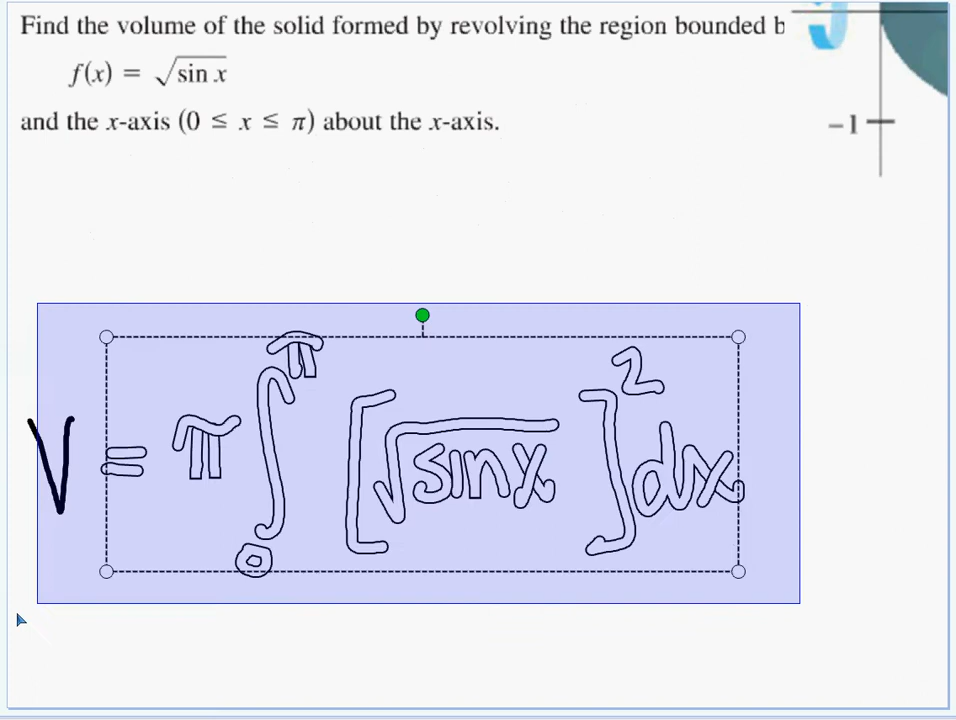 Find the volume of the solid formed by revolving the region bounded b
f(x) = √sin x
and the x-axis (0 ≤ x ≤ π) about the x-axis.
−1
V = π ∫₀^π [√sinx]² dx